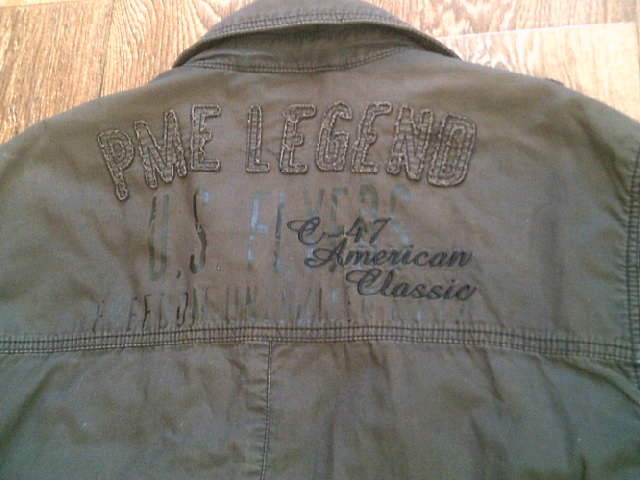 PME LEGEND
U.S FLYERS
C-47
American
Classic